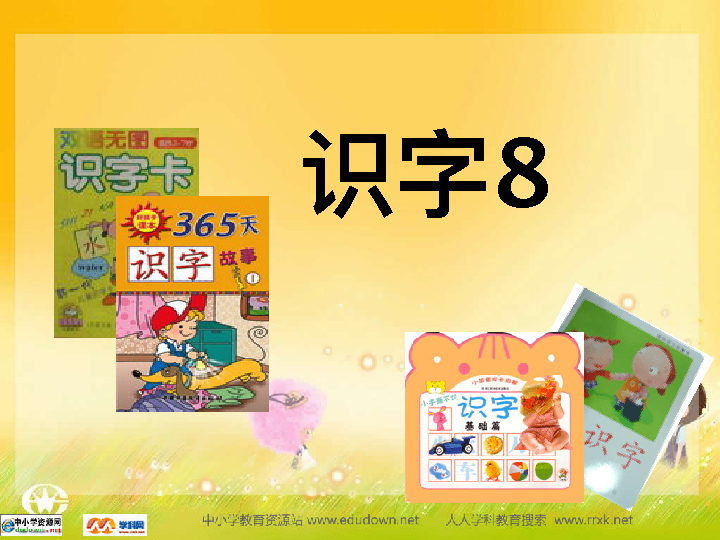 识字8
双语无图
识字卡
水
Water
365天
识字故事
1
识字
基础篇
车
识字
中小学资源网
学科网
中小学教育资源站 www.edudown.net 人人学科教育搜索 www.rrxk.net